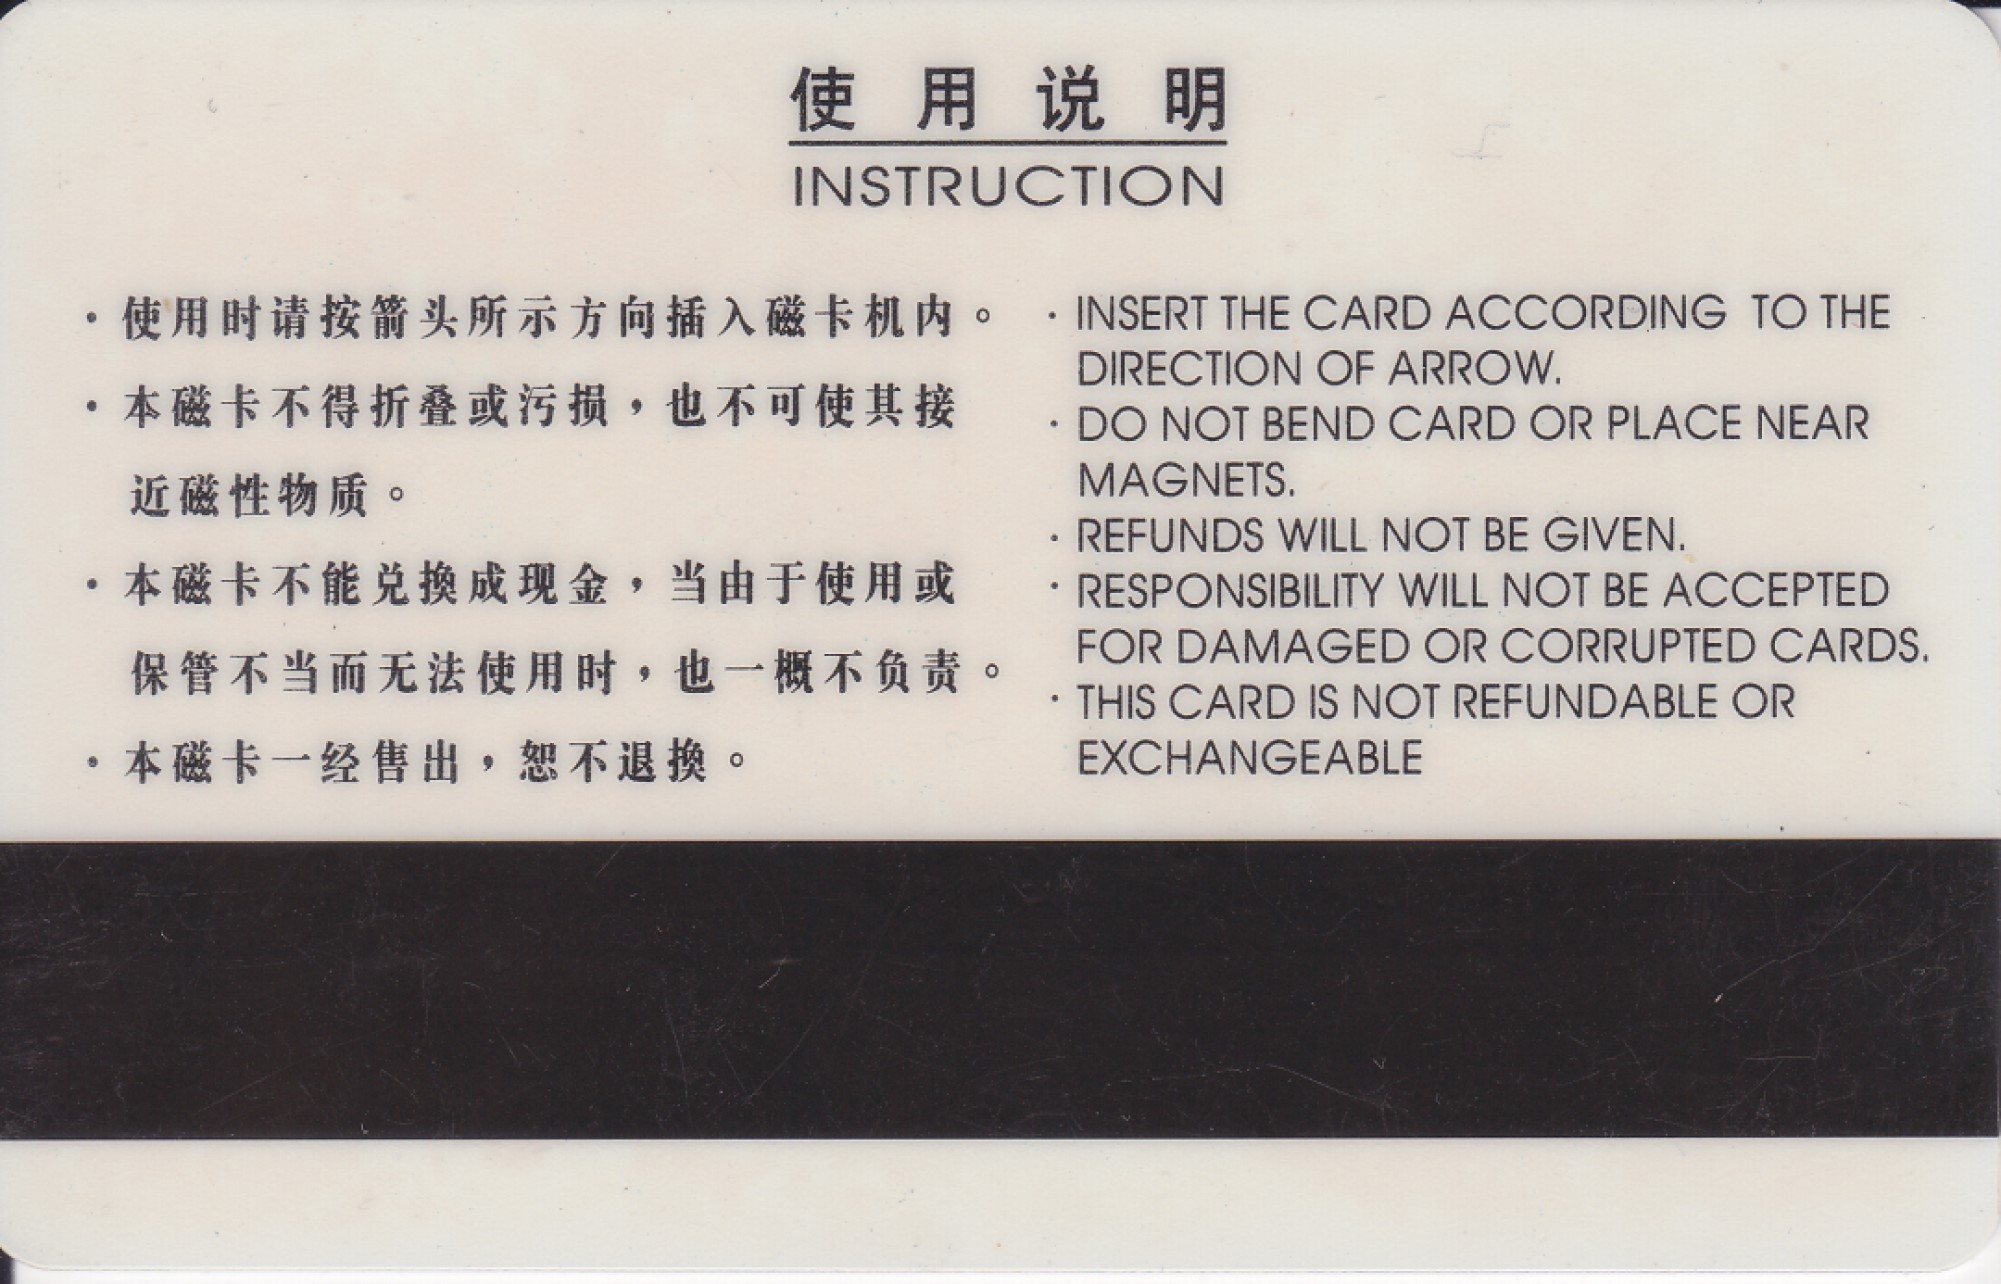 使用说明
INSTRUCTION
·使用时请按箭头所示方向插入磁卡机内。
·本磁卡不得折叠或污损，也不可使其接
近磁性物质。
·本磁卡不能兑换成现金，当由于使用或
保管不当而无法使用时，也一概不负责。
·本磁卡一经售出，恕不退换。
· INSERT THE CARD ACCORDING TO THE
DIRECTION OF ARROW.
· DO NOT BEND CARD OR PLACE NEAR
MAGNETS.
· REFUNDS WILL NOT BE GIVEN.
· RESPONSIBILITY WILL NOT BE ACCEPTED
FOR DAMAGED OR CORRUPTED CARDS.
· THIS CARD IS NOT REFUNDABLE OR
EXCHANGEABLE